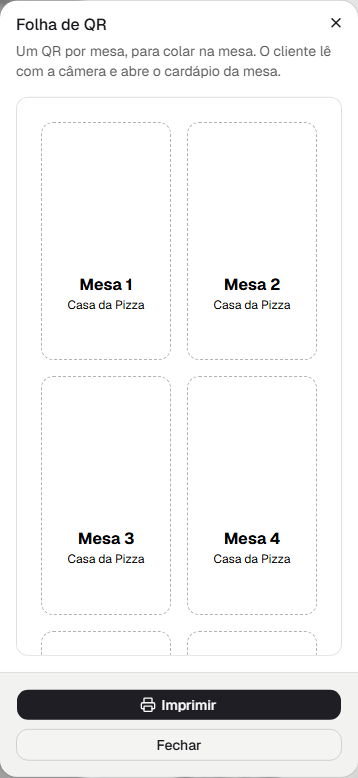 Folha de QR
Um QR por mesa, para colar na mesa. O cliente lê
com a câmera e abre o cardápio da mesa.
Mesa 1
Casa da Pizza
Mesa 2
Casa da Pizza
Mesa 3
Casa da Pizza
Mesa 4
Casa da Pizza
Imprimir
Fechar